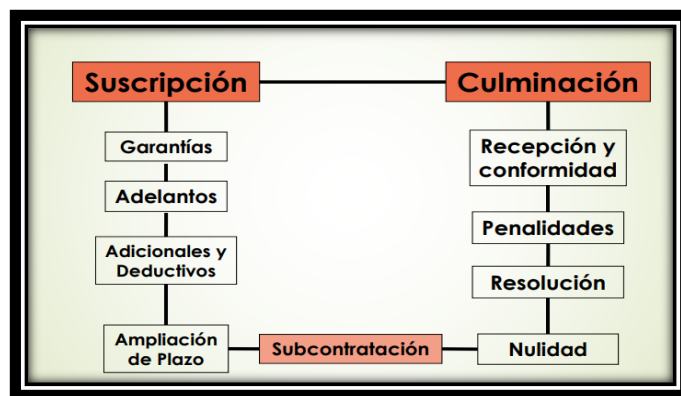 Suscripción
Culminación
Garantías
Adelantos
Adicionales y
Deductivos
Ampliación
de Plazo
Subcontratación
Recepción y
conformidad
Penalidades
Resolución
Nulidad